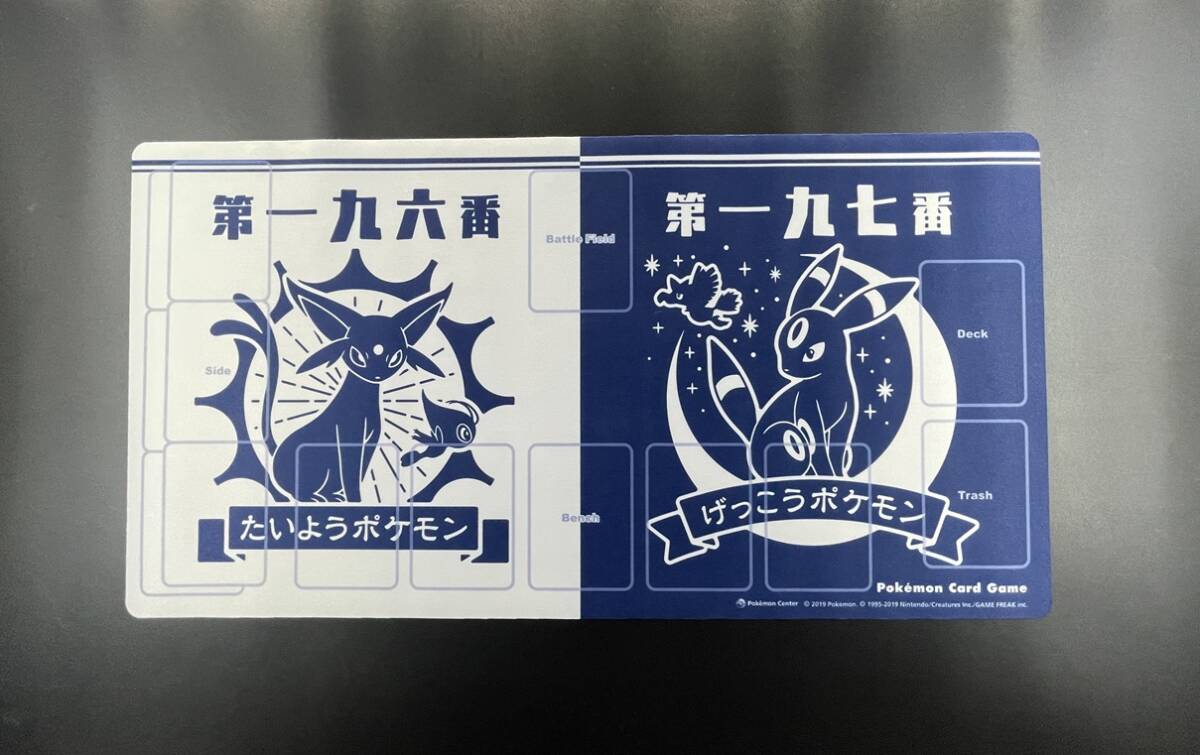 第一九六番
第一九七番
Battle Field
Deck
Side
Trash
Bench
たいようポケモン
げっこうポケモン
Pokémon Card Game
Pokémon Center © 2019 Pokémon. © 1995-2019 Nintendo/Creatures Inc./GAME FREAK inc.